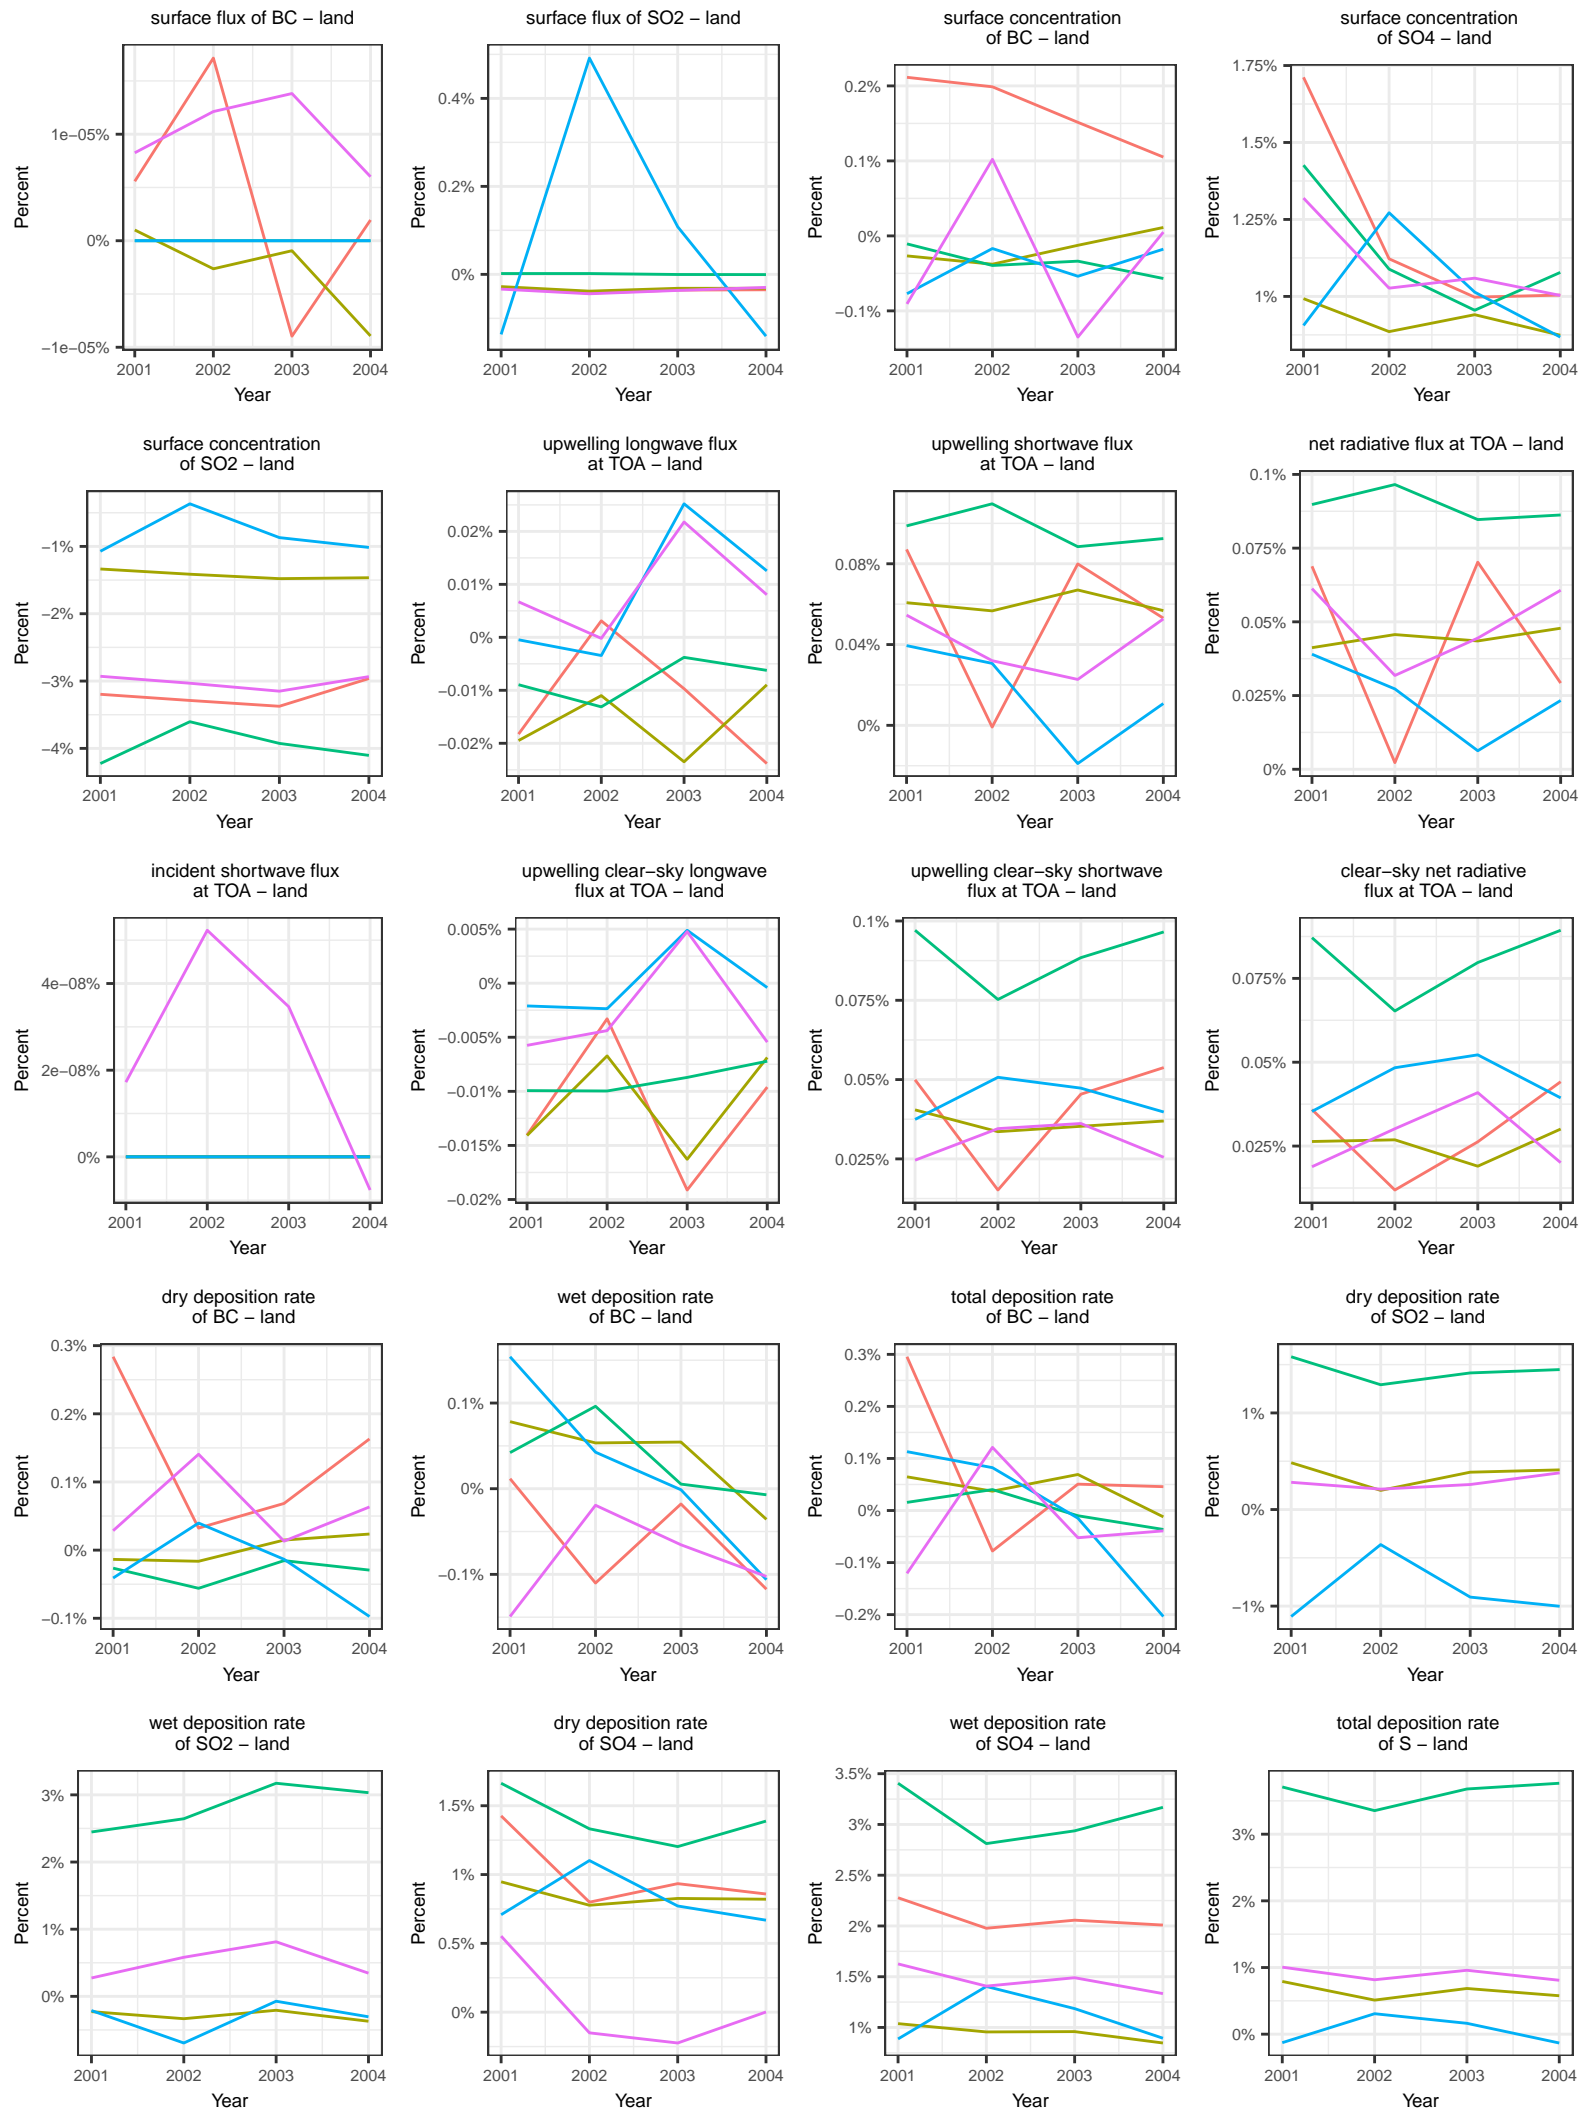 surface flux of BC − land
surface flux of SO2 − land
surface concentration
of BC − land
surface concentration
of SO4 − land
Percent
1e−05%
0%
−1e−05%
2001 2002 2003 2004
Year
Percent
0.4%
0.2%
0%
2001 2002 2003 2004
Year
Percent
0.2%
0.1%
0%
−0.1%
2001 2002 2003 2004
Year
Percent
1.75%
1.5%
1.25%
1%
2001 2002 2003 2004
Year
surface concentration
of SO2 − land
upwelling longwave flux
at TOA − land
upwelling shortwave flux
at TOA − land
net radiative flux at TOA − land
Percent
−1%
−2%
−3%
−4%
2001 2002 2003 2004
Year
Percent
0.02%
0.01%
0%
−0.01%
−0.02%
2001 2002 2003 2004
Year
Percent
0.08%
0.04%
0%
2001 2002 2003 2004
Year
Percent
0.1%
0.075%
0.05%
0.025%
0%
2001 2002 2003 2004
Year
incident shortwave flux
at TOA − land
upwelling clear−sky longwave
flux at TOA − land
upwelling clear−sky shortwave
flux at TOA − land
clear−sky net radiative
flux at TOA − land
Percent
4e−08%
2e−08%
0%
2001 2002 2003 2004
Year
Percent
0.005%
0%
−0.005%
−0.01%
−0.015%
−0.02%
2001 2002 2003 2004
Year
Percent
0.1%
0.075%
0.05%
0.025%
2001 2002 2003 2004
Year
Percent
0.075%
0.05%
0.025%
2001 2002 2003 2004
Year
dry deposition rate
of BC − land
wet deposition rate
of BC − land
total deposition rate
of BC − land
dry deposition rate
of SO2 − land
Percent
0.3%
0.2%
0.1%
0%
−0.1%
2001 2002 2003 2004
Year
Percent
0.1%
0%
−0.1%
2001 2002 2003 2004
Year
Percent
0.3%
0.2%
0.1%
0%
−0.1%
−0.2%
2001 2002 2003 2004
Year
Percent
1%
0%
−1%
2001 2002 2003 2004
Year
wet deposition rate
of SO2 − land
dry deposition rate
of SO4 − land
wet deposition rate
of SO4 − land
total deposition rate
of S − land
Percent
3%
2%
1%
0%
2001 2002 2003 2004
Year
Percent
1.5%
1%
0.5%
0%
2001 2002 2003 2004
Year
Percent
3.5%
3%
2.5%
2%
1.5%
1%
2001 2002 2003 2004
Year
Percent
3%
2%
1%
0%
2001 2002 2003 2004
Year